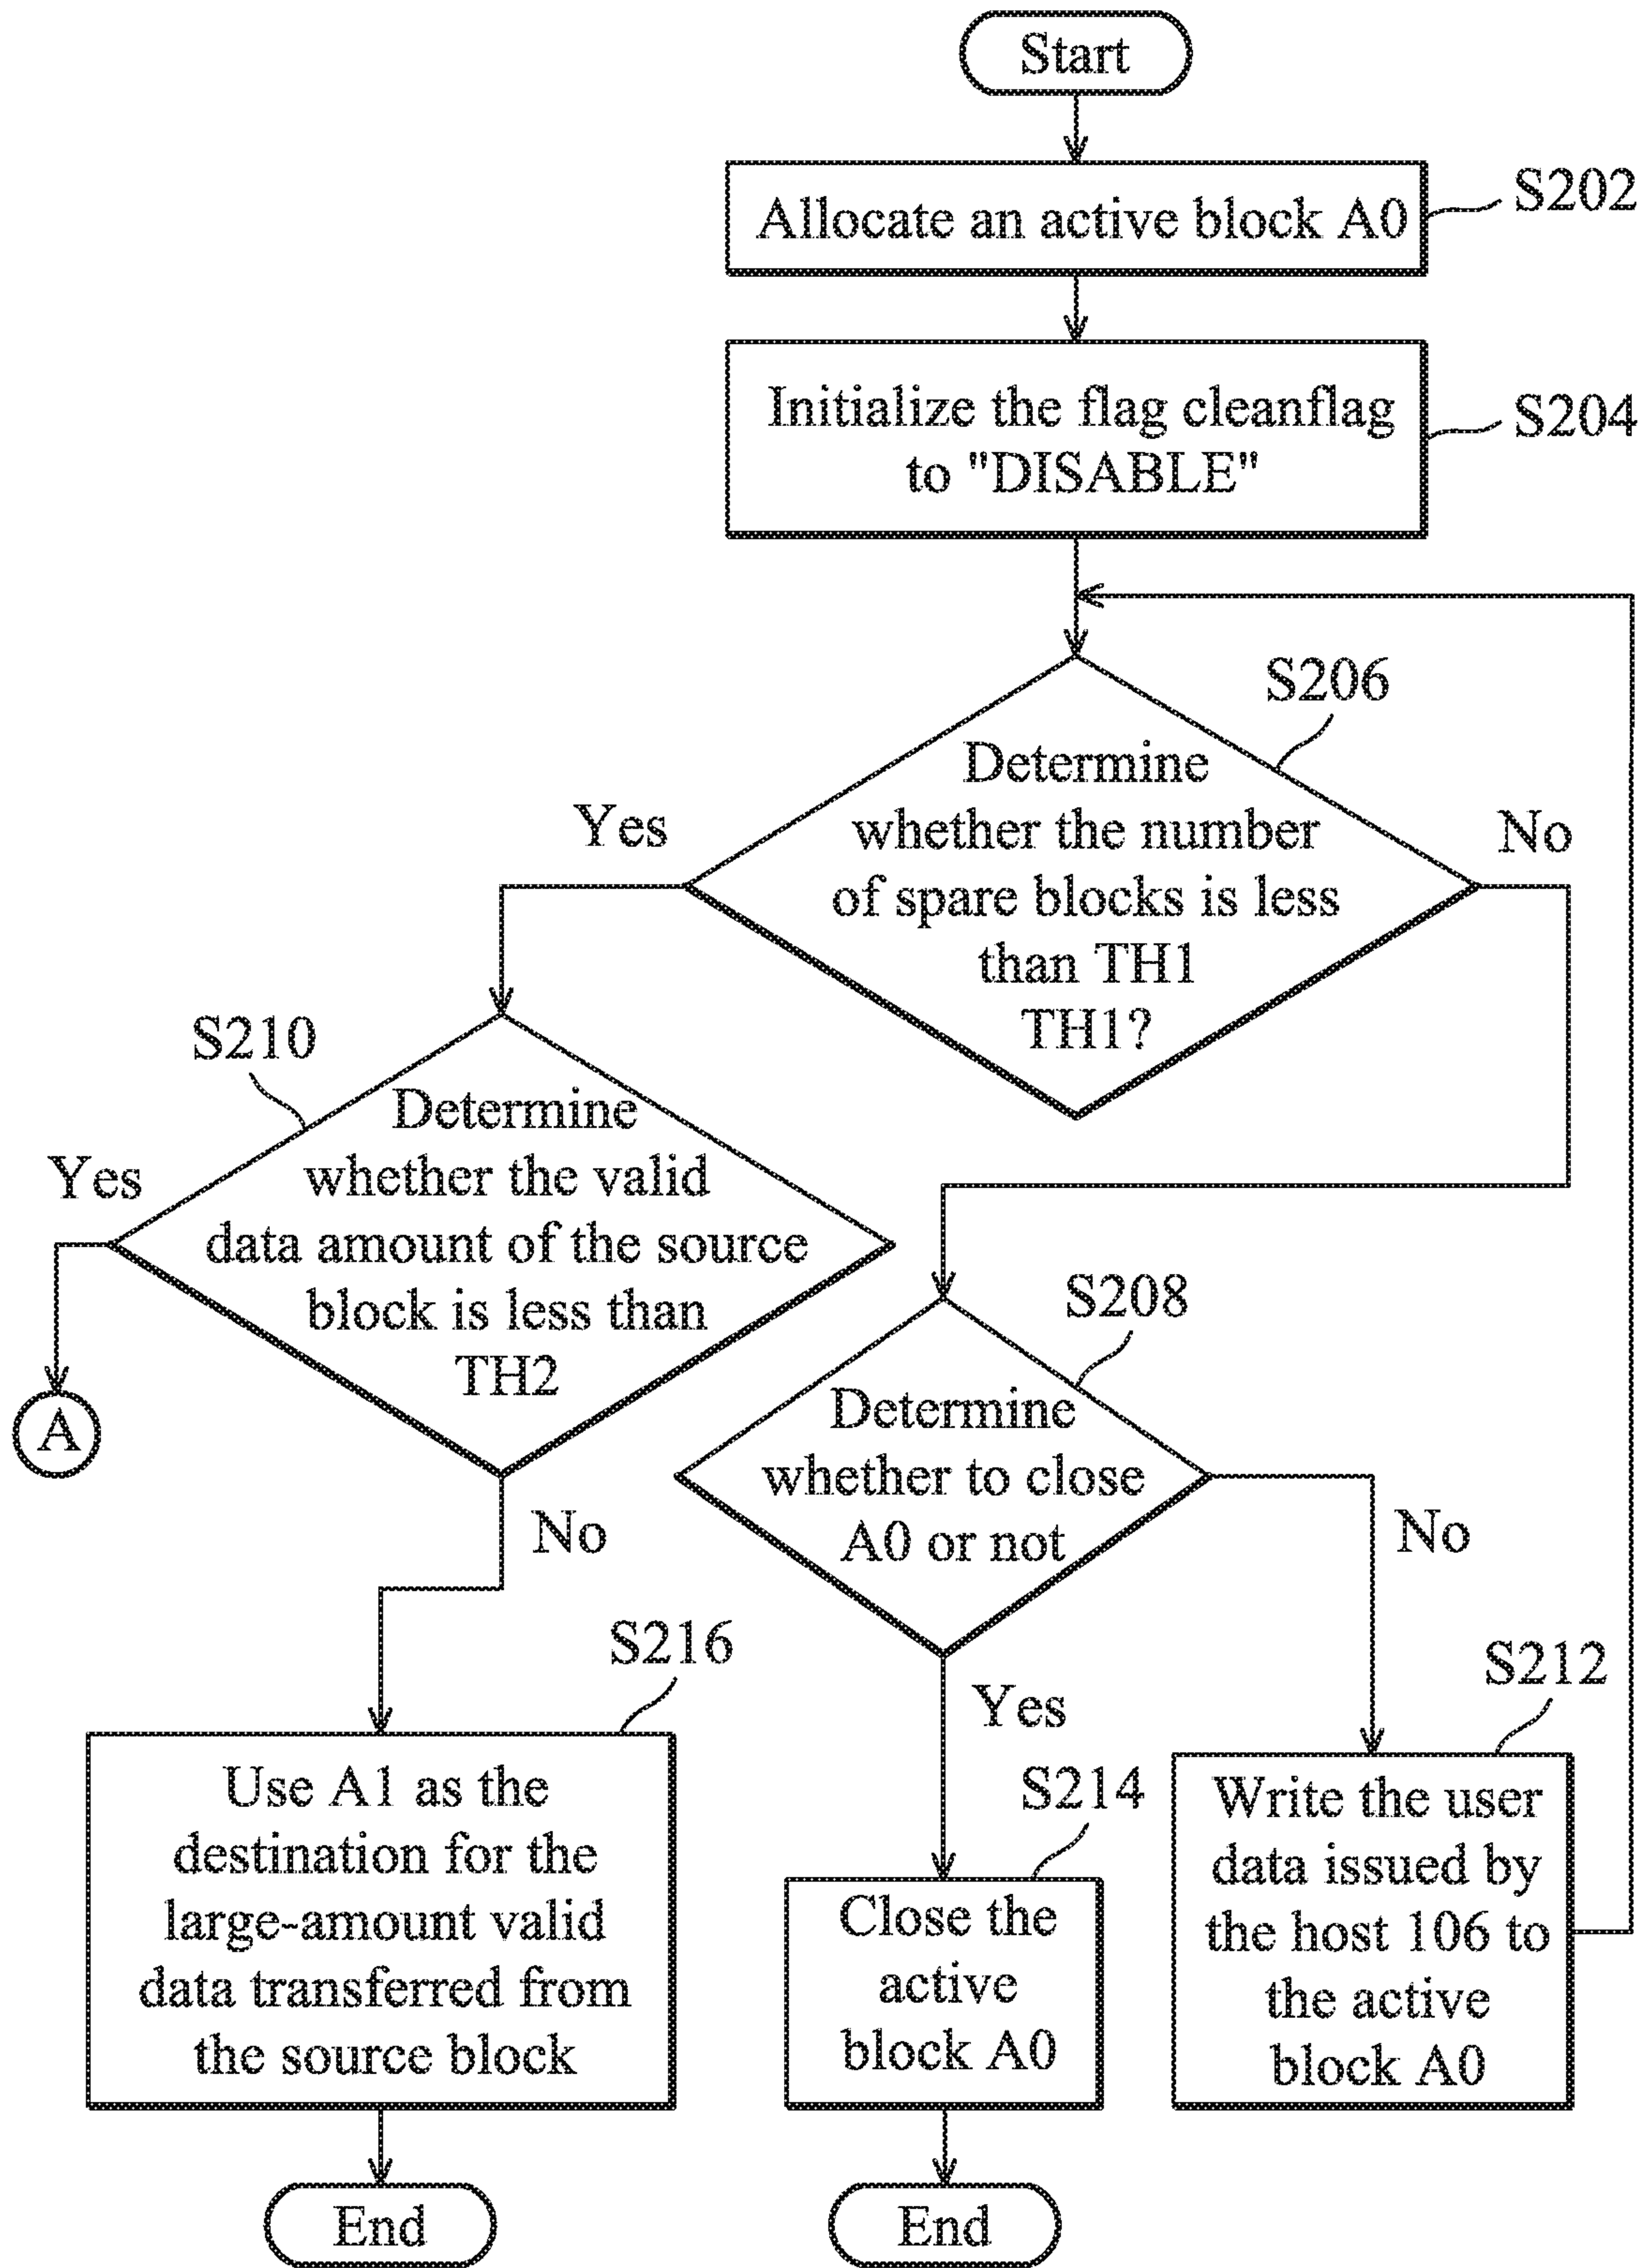 Start
Allocate an active block A0
S202
Initialize the flag cleanflag
to "DISABLE"
S204
S206
Determine
whether the number
of spare blocks is less
than TH1
TH1?
Yes
No
S210
Determine
whether the valid
data amount of the source
block is less than
TH2
Yes
A
No
S208
Determine
whether to close
A0 or not
No
Yes
S216
Use A1 as the
destination for the
large-amount valid
data transferred from
the source block
S214
Close the
active
block A0
S212
Write the user
data issued by
the host 106 to
the active
block A0
End
End